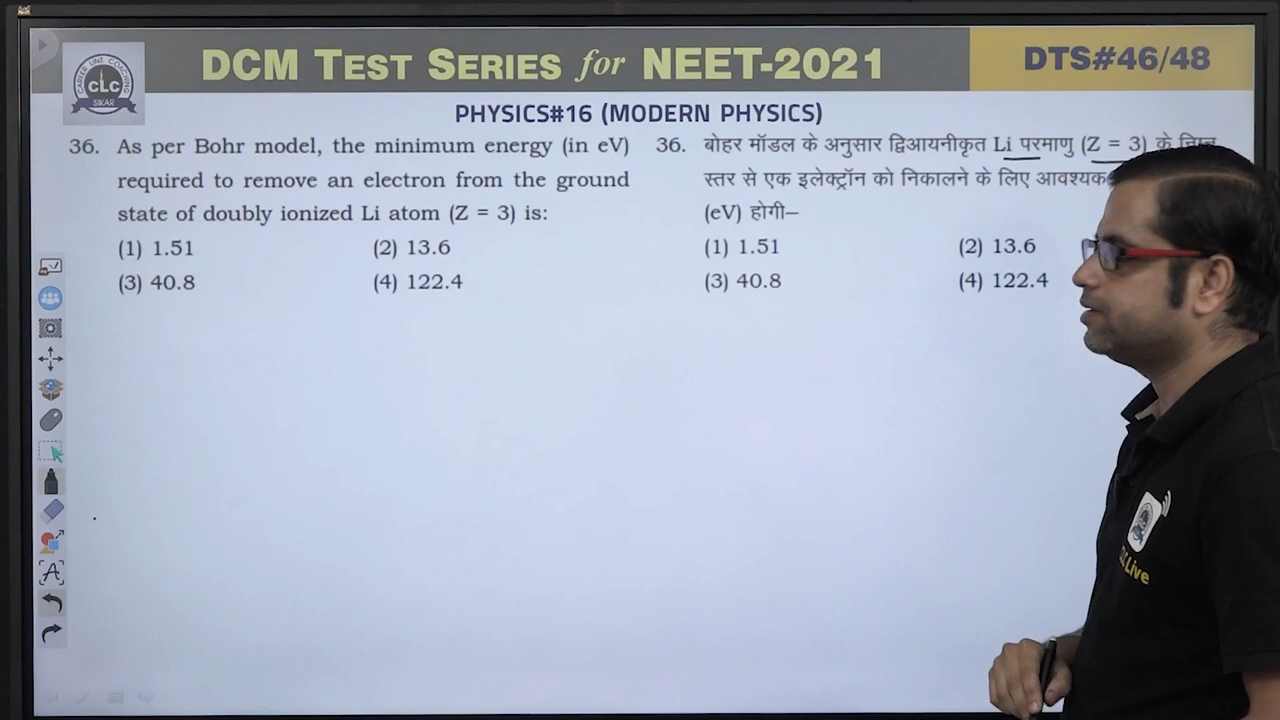 DCM TEST SERIES for NEET-2021
DTS#46/48
CAREER LINE COACHING
CLC
SIKAR
PHYSICS#16 (MODERN PHYSICS)
36. As per Bohr model, the minimum energy (in eV)
required to remove an electron from the ground
state of doubly ionized Li atom (Z = 3) is:
(1) 1.51 (2) 13.6
(3) 40.8 (4) 122.4
36. बोहर मॉडल के अनुसार द्विआयनीकृत Li परमाणु (Z = 3) के निम्न
स्तर से एक इलेक्ट्रॉन को निकालने के लिए आवश्यक
(eV) होगी–
(1) 1.51 (2) 13.6
(3) 40.8 (4) 122.4
Live